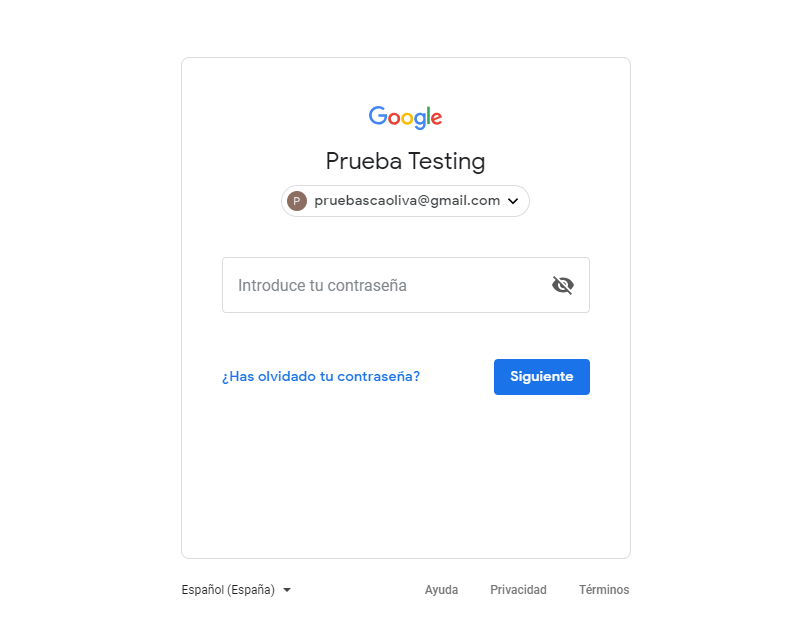 Google
Prueba Testing
P pruebascaoliva@gmail.com
Introduce tu contraseña
¿Has olvidado tu contraseña? Siguiente
Español (España) Ayuda Privacidad Términos